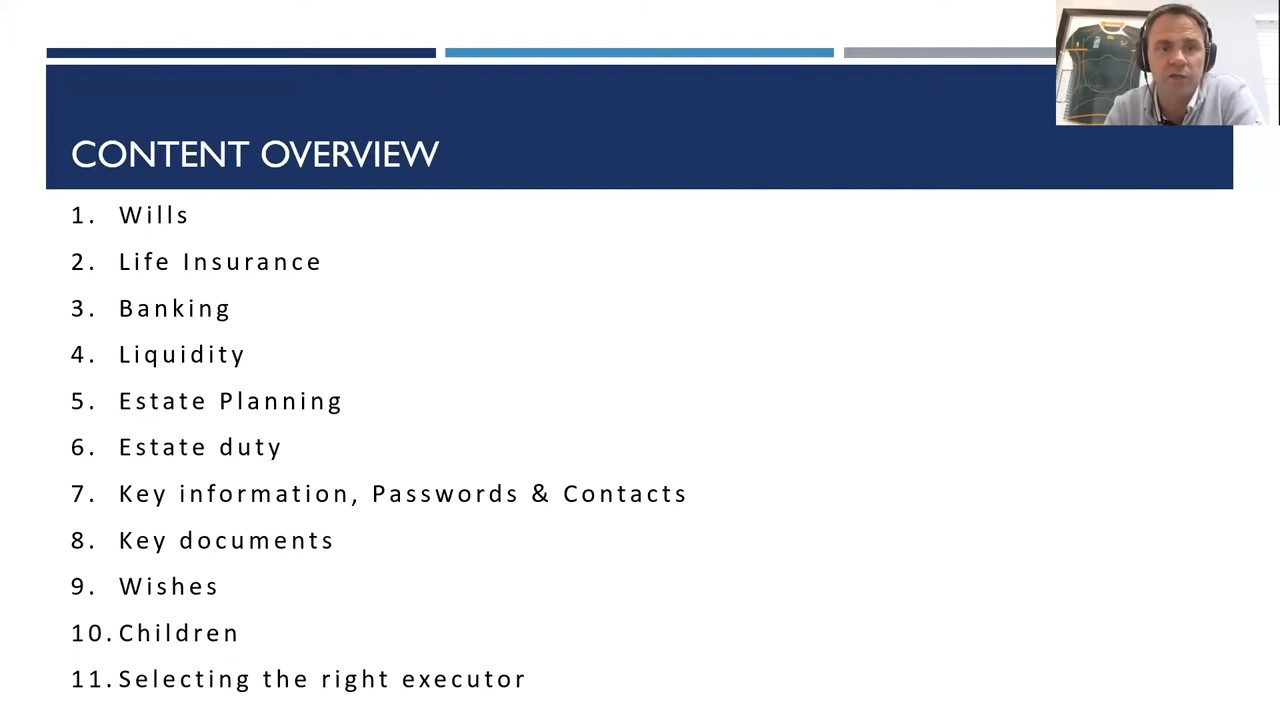 CONTENT OVERVIEW
1. Wills
2. Life Insurance
3. Banking
4. Liquidity
5. Estate Planning
6. Estate duty
7. Key information, Passwords & Contacts
8. Key documents
9. Wishes
10. Children
11. Selecting the right executor